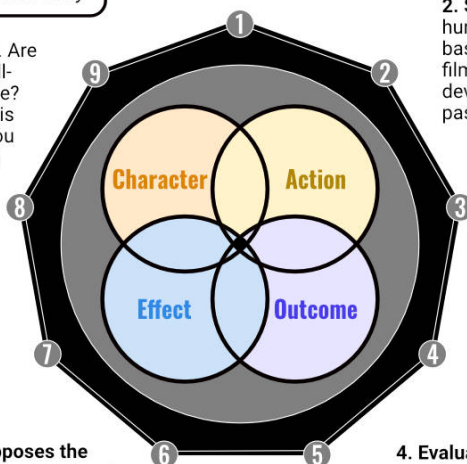 1
2. S
hum
bas
film
dev
pas
. Are
ll-
e?
is
ou
9
2
Character
Action
8
3
Effect
Outcome
7
4
6
5
pposes the
4. Evalua